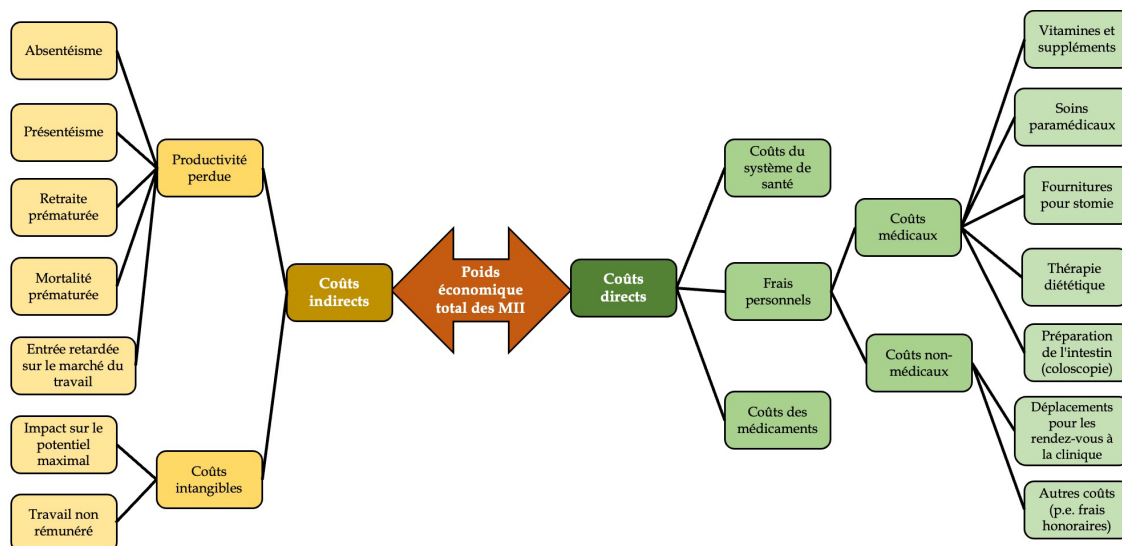 Absentéisme
Présentéisme
Retraite
prématurée
Mortalité
prématurée
Entrée retardée
sur le marché du
travail
Impact sur le
potentiel
maximal
Travail non
rémunéré
Productivité
perdue
Coûts
intangibles
Coûts
indirects
Poids
économique
total des MII
Coûts
directs
Coûts du
système de
santé
Frais
personnels
Coûts des
médicaments
Coûts
médicaux
Coûts non-
médicaux
Vitamines et
suppléments
Soins
paramédicaux
Fournitures
pour stomie
Thérapie
diététique
Préparation
de l'intestin
(coloscopie)
Déplacements
pour les
rendez-vous à
la clinique
Autres coûts
(p.e. frais
honoraires)